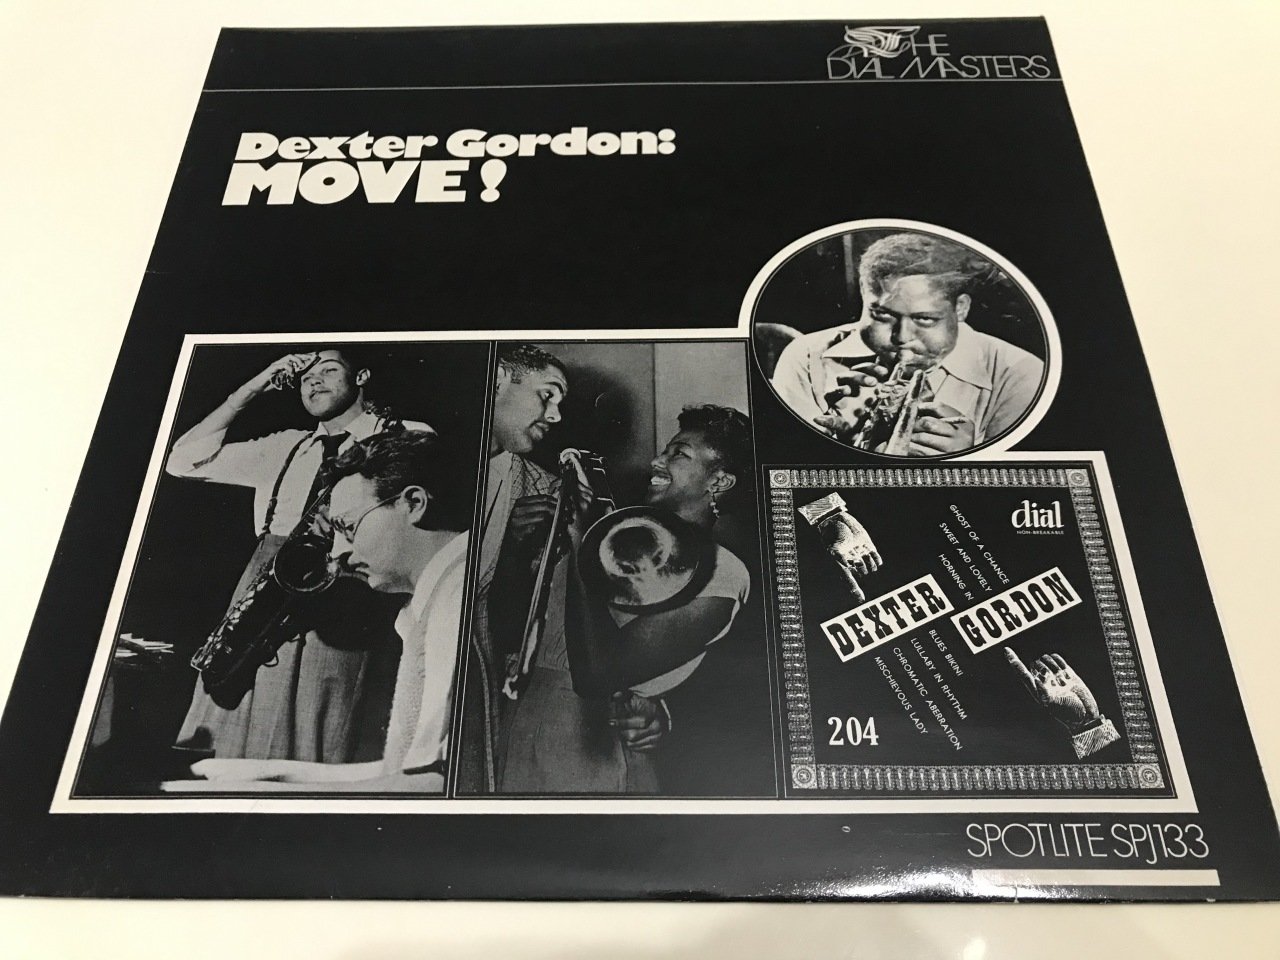 THE
DIAL MASTERS
Dexter Gordon:
MOVE!
dial
NON-BREAKABLE
GHOST OF A CHANCE
SWEET AND LOVELY
HORNING IN
DEXTER
GORDON
BLUES BIKINI
LULLABY IN RHYTHM
CHROMATIC ABERRATION
MISCHIEVOUS LADY
204
SPOTLITE SPJ133